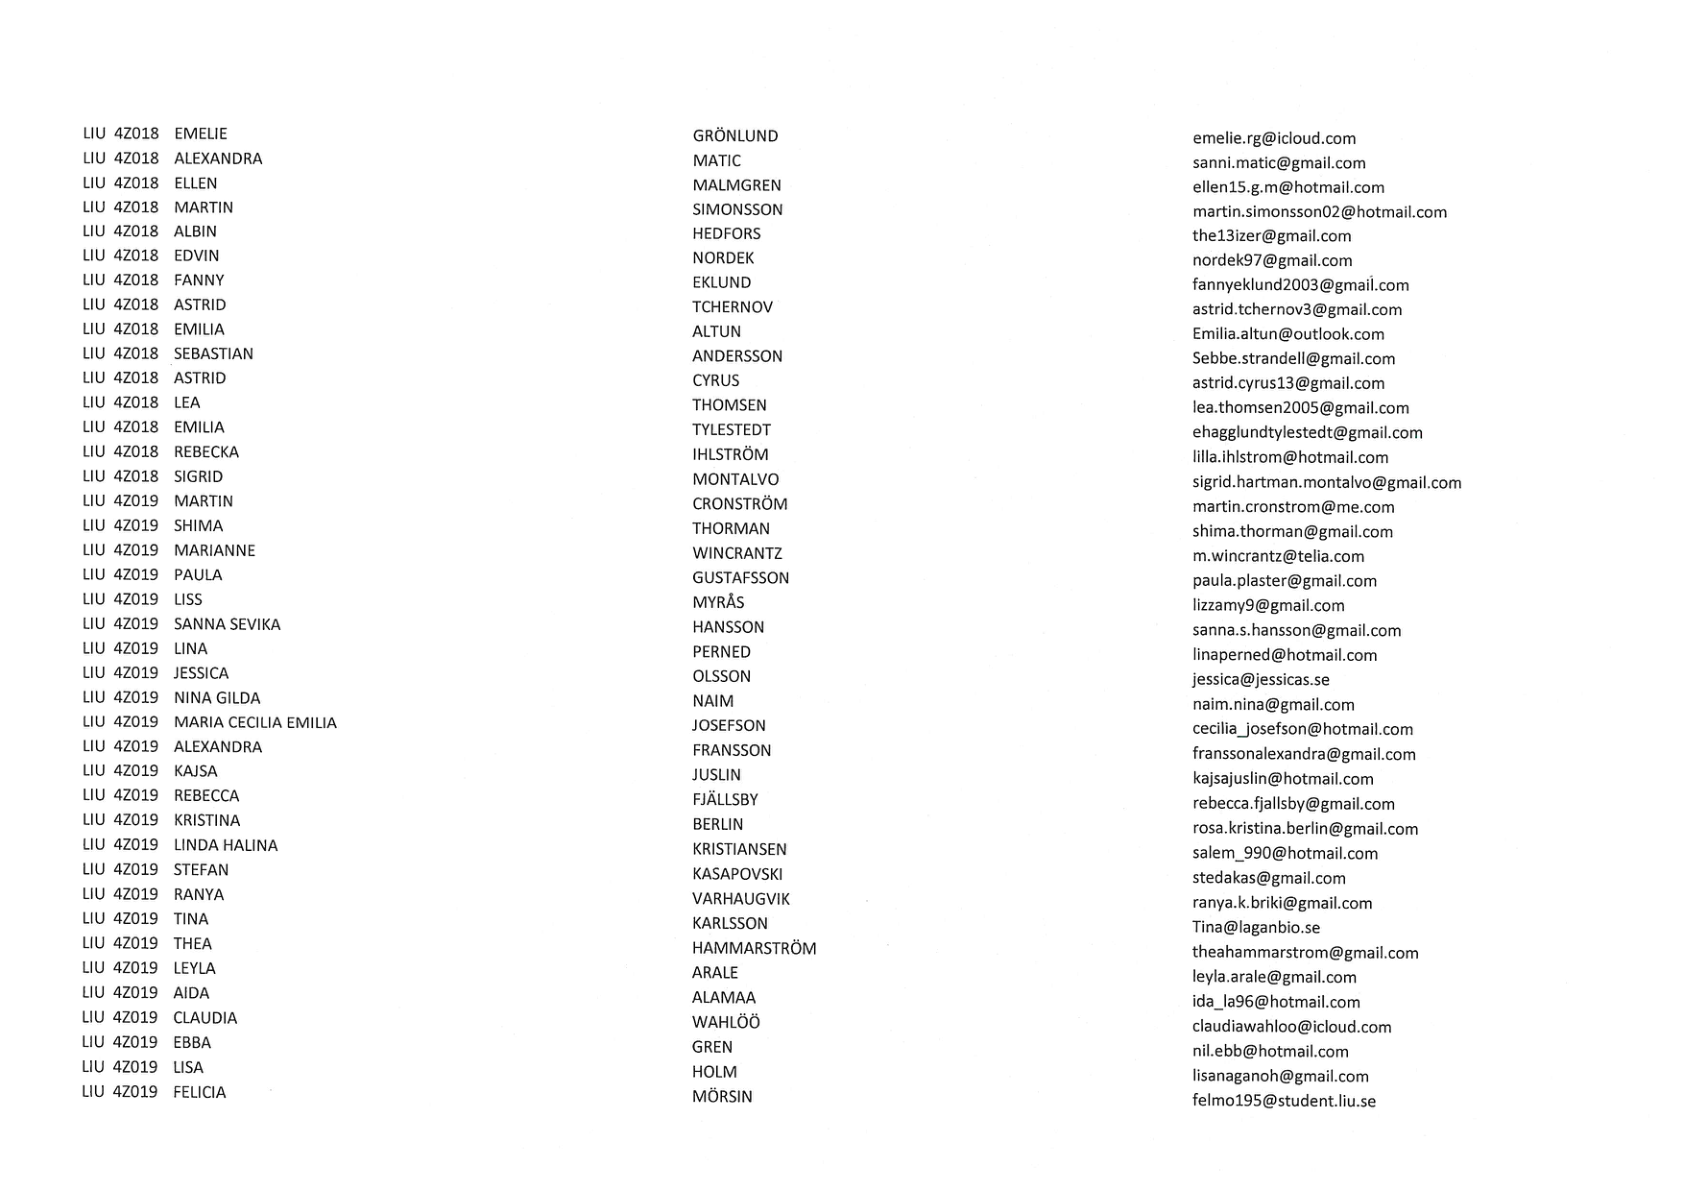 LIU 4Z018 EMELIE GRÖNLUND emelie.rg@icloud.com
LIU 4Z018 ALEXANDRA MATIC sanni.matic@gmail.com
LIU 4Z018 ELLEN MALMGREN ellen15.g.m@hotmail.com
LIU 4Z018 MARTIN SIMONSSON martin.simonsson02@hotmail.com
LIU 4Z018 ALBIN HEDFORS the13izer@gmail.com
LIU 4Z018 EDVIN NORDEK nordek97@gmail.com
LIU 4Z018 FANNY EKLUND fannyeklund2003@gmail.com
LIU 4Z018 ASTRID TCHERNOV astrid.tchernov3@gmail.com
LIU 4Z018 EMILIA ALTUN Emilia.altun@outlook.com
LIU 4Z018 SEBASTIAN ANDERSSON Sebbe.strandell@gmail.com
LIU 4Z018 ASTRID CYRUS astrid.cyrus13@gmail.com
LIU 4Z018 LEA THOMSEN lea.thomsen2005@gmail.com
LIU 4Z018 EMILIA TYLESTEDT ehagglundtylestedt@gmail.com
LIU 4Z018 REBECKA IHLSTRÖM lilla.ihlstrom@hotmail.com
LIU 4Z018 SIGRID MONTALVO sigrid.hartman.montalvo@gmail.com
LIU 4Z019 MARTIN CRONSTRÖM martin.cronstrom@me.com
LIU 4Z019 SHIMA THORMAN shima.thorman@gmail.com
LIU 4Z019 MARIANNE WINCRANTZ m.wincrantz@telia.com
LIU 4Z019 PAULA GUSTAFSSON paula.plaster@gmail.com
LIU 4Z019 LISS MYRÅS lizzamy9@gmail.com
LIU 4Z019 SANNA SEVIKA HANSSON sanna.s.hansson@gmail.com
LIU 4Z019 LINA PERNED linaperned@hotmail.com
LIU 4Z019 JESSICA OLSSON jessica@jessicas.se
LIU 4Z019 NINA GILDA NAIM naim.nina@gmail.com
LIU 4Z019 MARIA CECILIA EMILIA JOSEFSON cecilia_josefson@hotmail.com
LIU 4Z019 ALEXANDRA FRANSSON franssonalexandra@gmail.com
LIU 4Z019 KAJSA JUSLIN kajsajuslin@hotmail.com
LIU 4Z019 REBECCA FJÄLLSBY rebecca.fjallsby@gmail.com
LIU 4Z019 KRISTINA BERLIN rosa.kristina.berlin@gmail.com
LIU 4Z019 LINDA HALINA KRISTIANSEN salem_990@hotmail.com
LIU 4Z019 STEFAN KASAPOVSKI stedakas@gmail.com
LIU 4Z019 RANYA VARHAUGVIK ranya.k.briki@gmail.com
LIU 4Z019 TINA KARLSSON Tina@laganbio.se
LIU 4Z019 THEA HAMMARSTRÖM theahammarstrom@gmail.com
LIU 4Z019 LEYLA ARALE leyla.arale@gmail.com
LIU 4Z019 AIDA ALAMAA ida_la96@hotmail.com
LIU 4Z019 CLAUDIA WAHLÖÖ claudiawahloo@icloud.com
LIU 4Z019 EBBA GREN nil.ebb@hotmail.com
LIU 4Z019 LISA HOLM lisanaganoh@gmail.com
LIU 4Z019 FELICIA MÖRSIN felmo195@student.liu.se